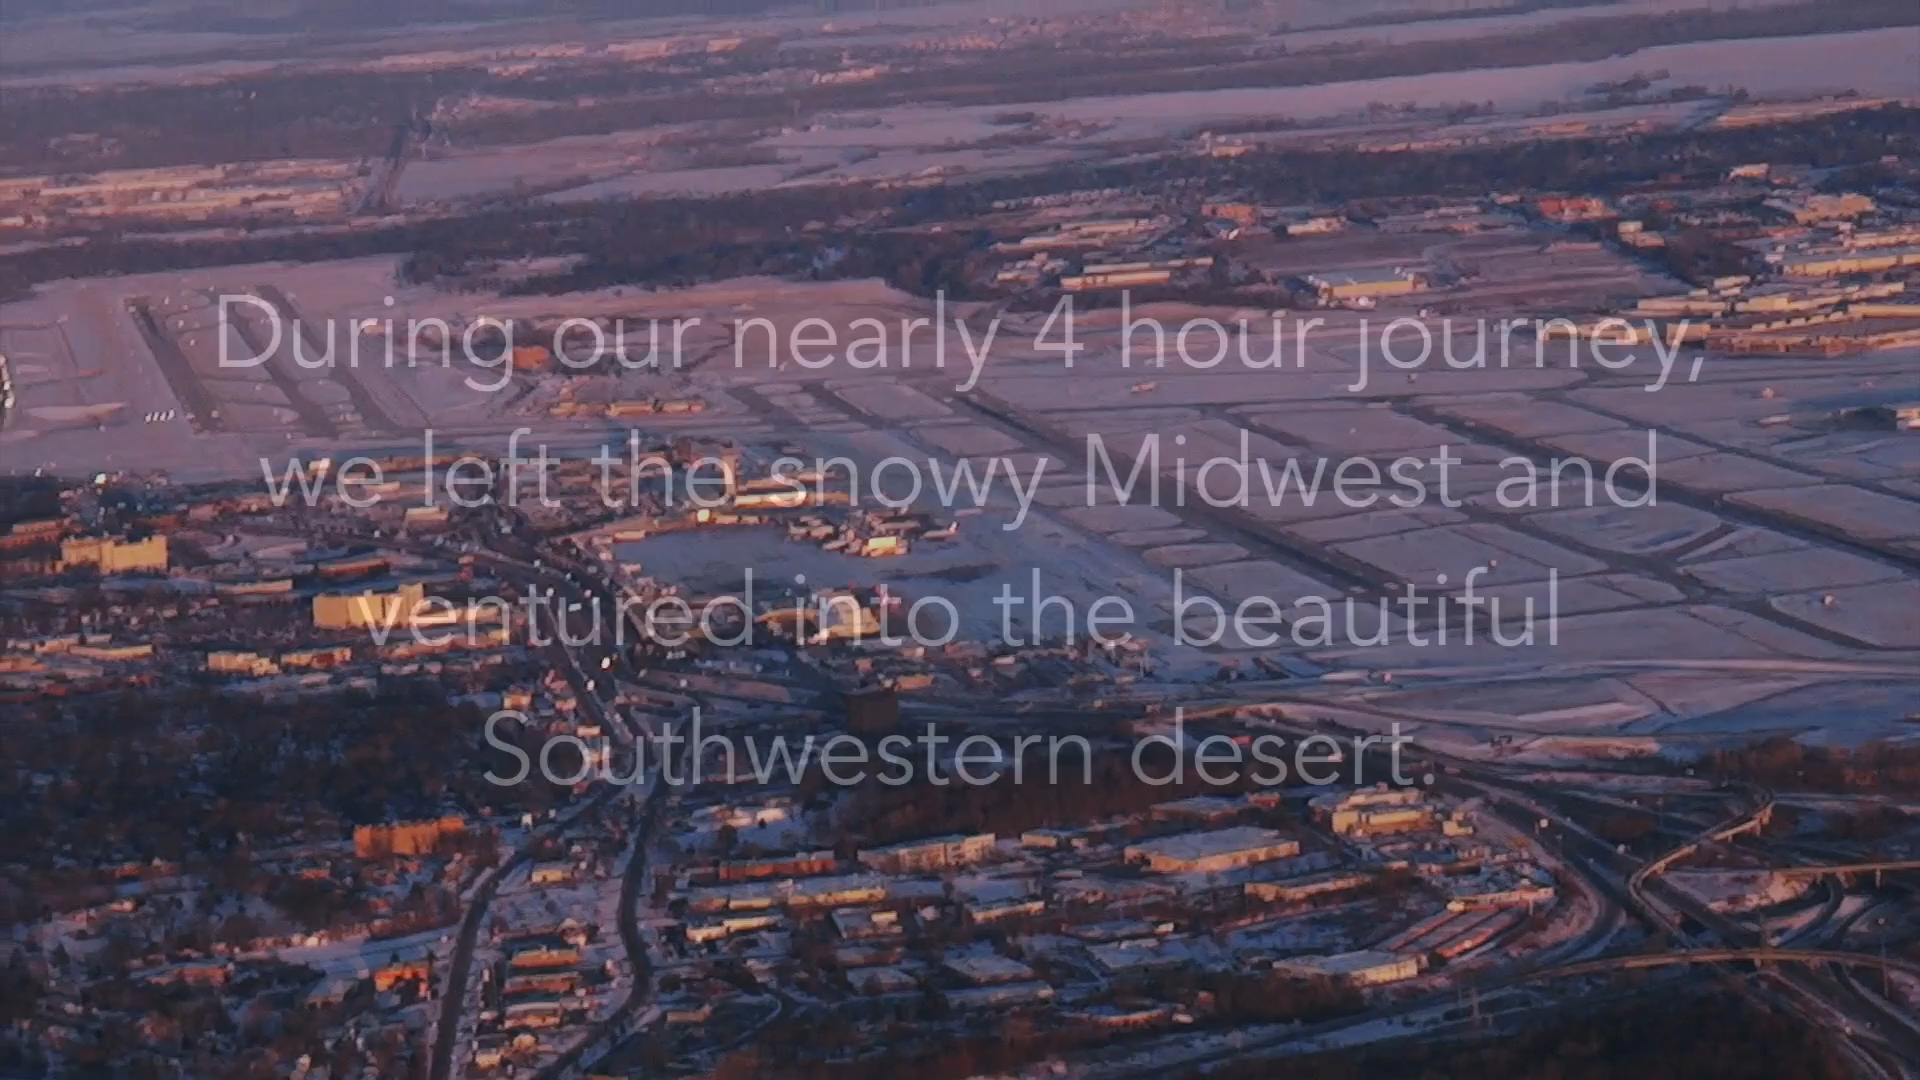 During our nearly 4 hour journey,
we left the snowy Midwest and
ventured into the beautiful
Southwestern desert.